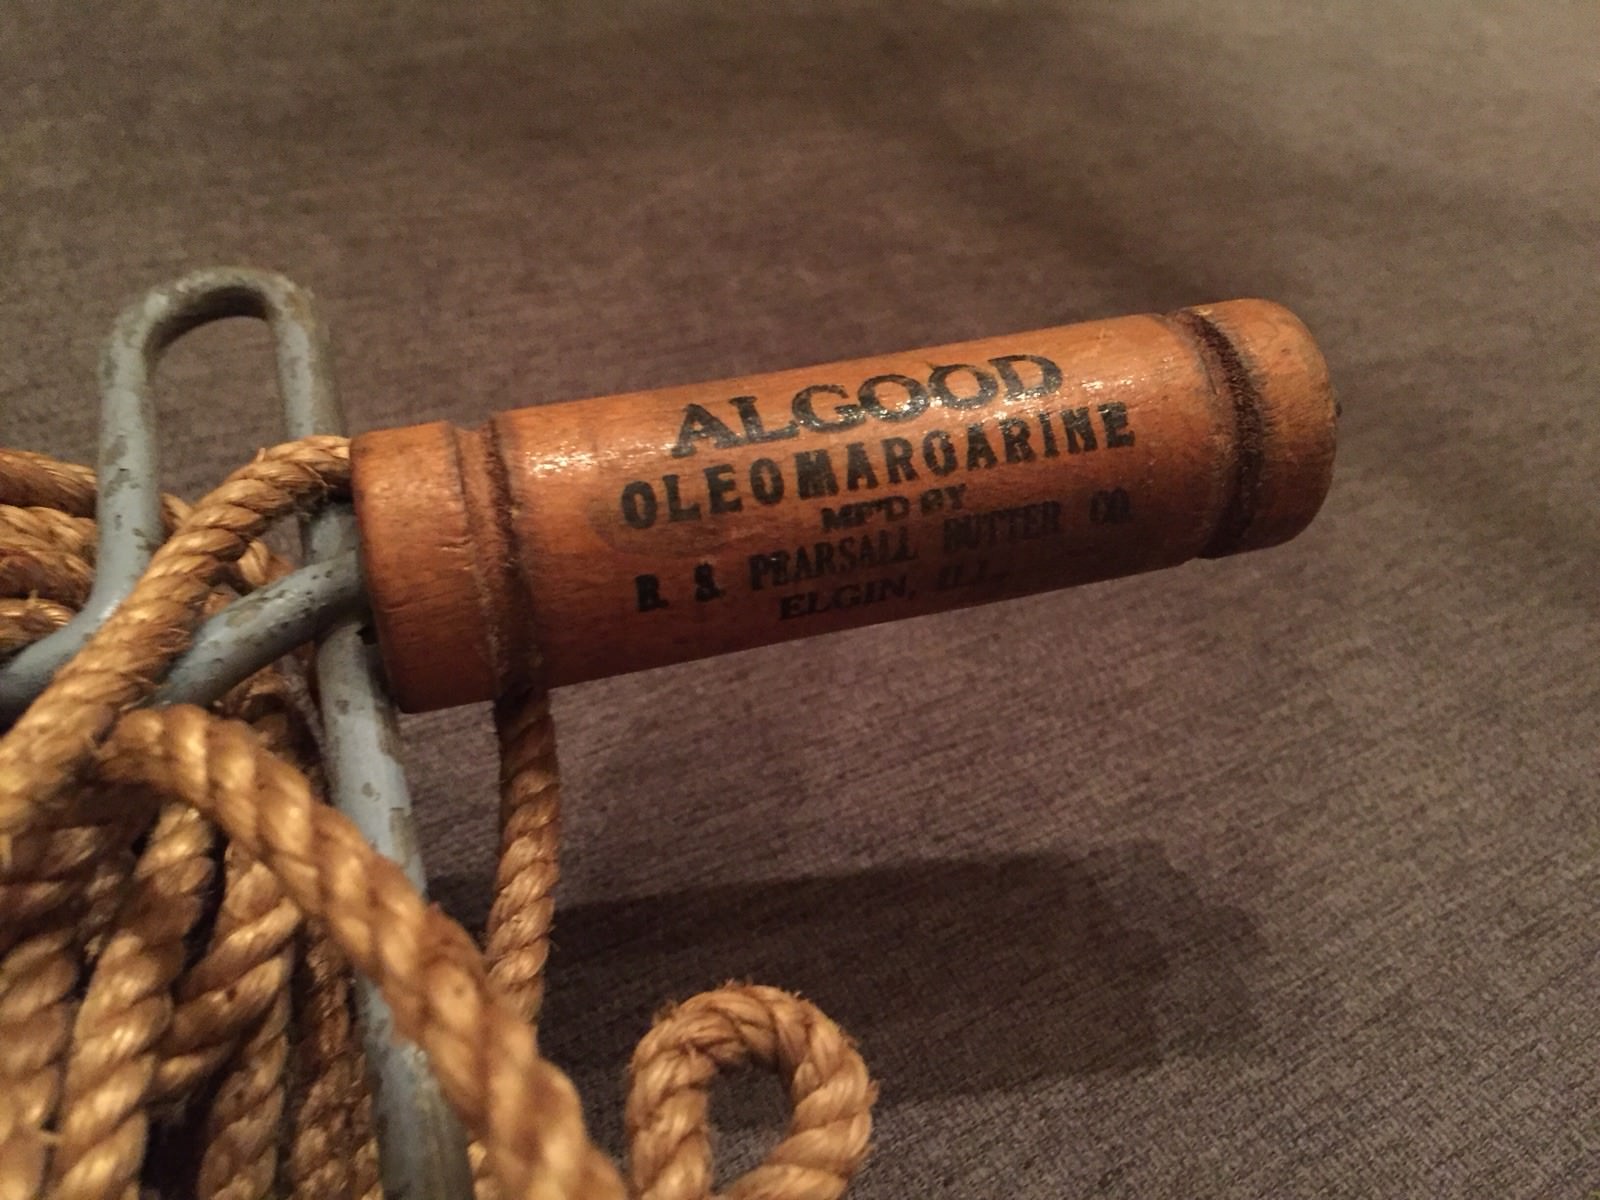 ALGOOD
OLEOMARGARINE
MF'D BY
B. S. PEARSALL BUTTER CO.
ELGIN, ILL.